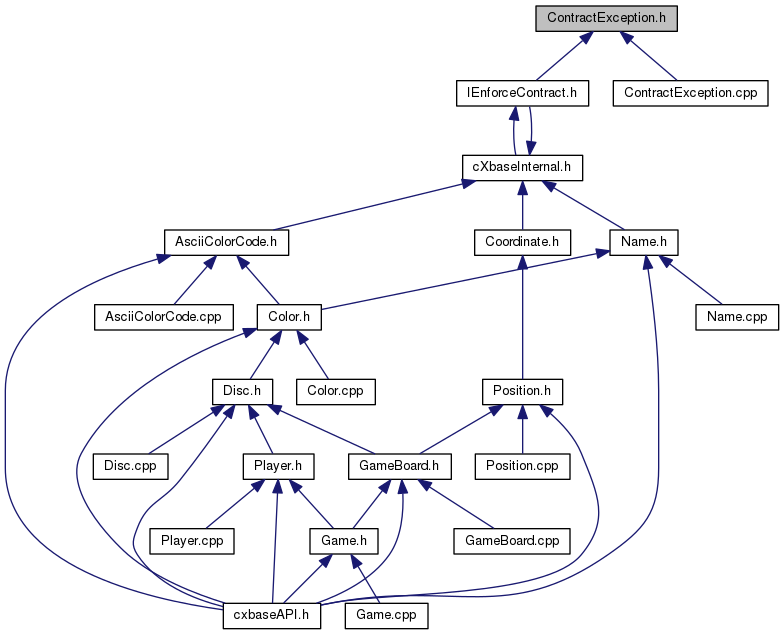 ContractException.h
IEnforceContract.h
ContractException.cpp
cXbaseInternal.h
AsciiColorCode.h
Coordinate.h
Name.h
AsciiColorCode.cpp
Color.h
Name.cpp
Disc.h
Color.cpp
Position.h
Disc.cpp
Player.h
GameBoard.h
Position.cpp
Player.cpp
Game.h
GameBoard.cpp
cxbaseAPI.h
Game.cpp